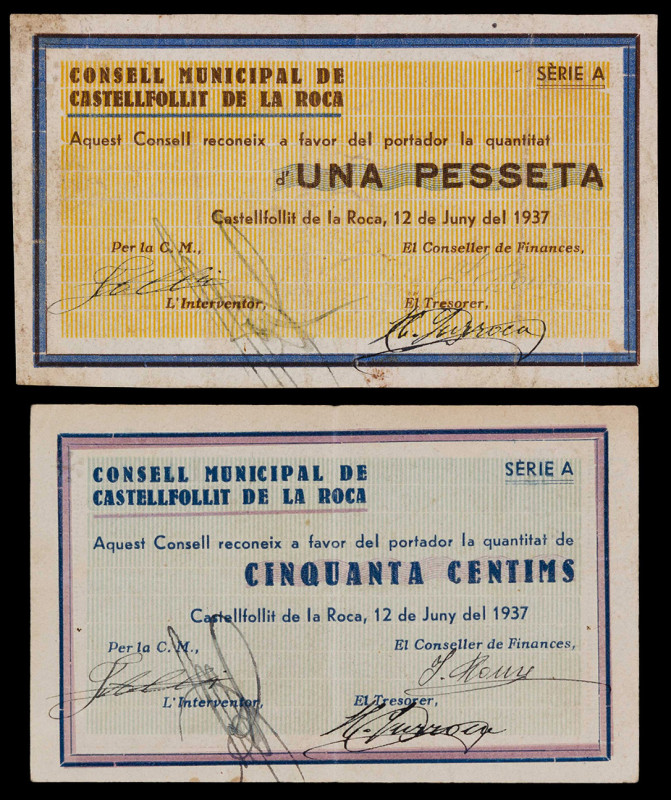 CONSELL MUNICIPAL DE
CASTELLFOLLIT DE LA ROCA
SÈRIE A
Aquest Consell reconeix a favor del portador la quantitat
d'UNA PESSETA
Castellfollit de la Roca, 12 de Juny del 1937
Per la C. M., El Conseller de Finances,
L'Interventor, El Tresorer,
CONSELL MUNICIPAL DE
CASTELLFOLLIT DE LA ROCA
SÈRIE A
Aquest Consell reconeix a favor del portador la quantitat de
CINQUANTA CENTIMS
Castellfollit de la Roca, 12 de Juny del 1937
Per la C. M., El Conseller de Finances,
L'Interventor, El Tresorer,